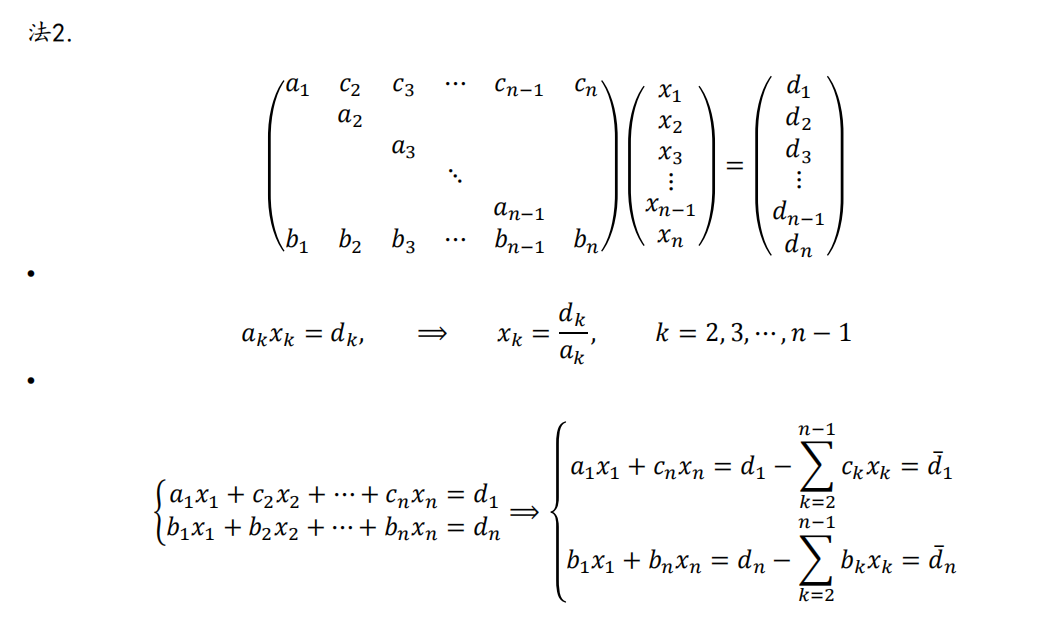 法2.
$$\begin{pmatrix} a_1 & c_2 & c_3 & \cdots & c_{n-1} & c_n \\ & a_2 & & & & \\ & & a_3 & & & \\ & & & \ddots & & \\ & & & & a_{n-1} & \\ b_1 & b_2 & b_3 & \cdots & b_{n-1} & b_n \end{pmatrix} \begin{pmatrix} x_1 \\ x_2 \\ x_3 \\ \vdots \\ x_{n-1} \\ x_n \end{pmatrix} = \begin{pmatrix} d_1 \\ d_2 \\ d_3 \\ \vdots \\ d_{n-1} \\ d_n \end{pmatrix}$$
•
$$a_k x_k = d_k, \quad \Longrightarrow \quad x_k = \frac{d_k}{a_k}, \quad k = 2, 3, \cdots, n-1$$
•
$$\begin{cases} a_1 x_1 + c_2 x_2 + \cdots + c_n x_n = d_1 \\ b_1 x_1 + b_2 x_2 + \cdots + b_n x_n = d_n \end{cases} \Longrightarrow \begin{cases} a_1 x_1 + c_n x_n = d_1 - \sum_{k=2}^{n-1} c_k x_k = \bar{d}_1 \\ b_1 x_1 + b_n x_n = d_n - \sum_{k=2}^{n-1} b_k x_k = \bar{d}_n \end{cases}$$